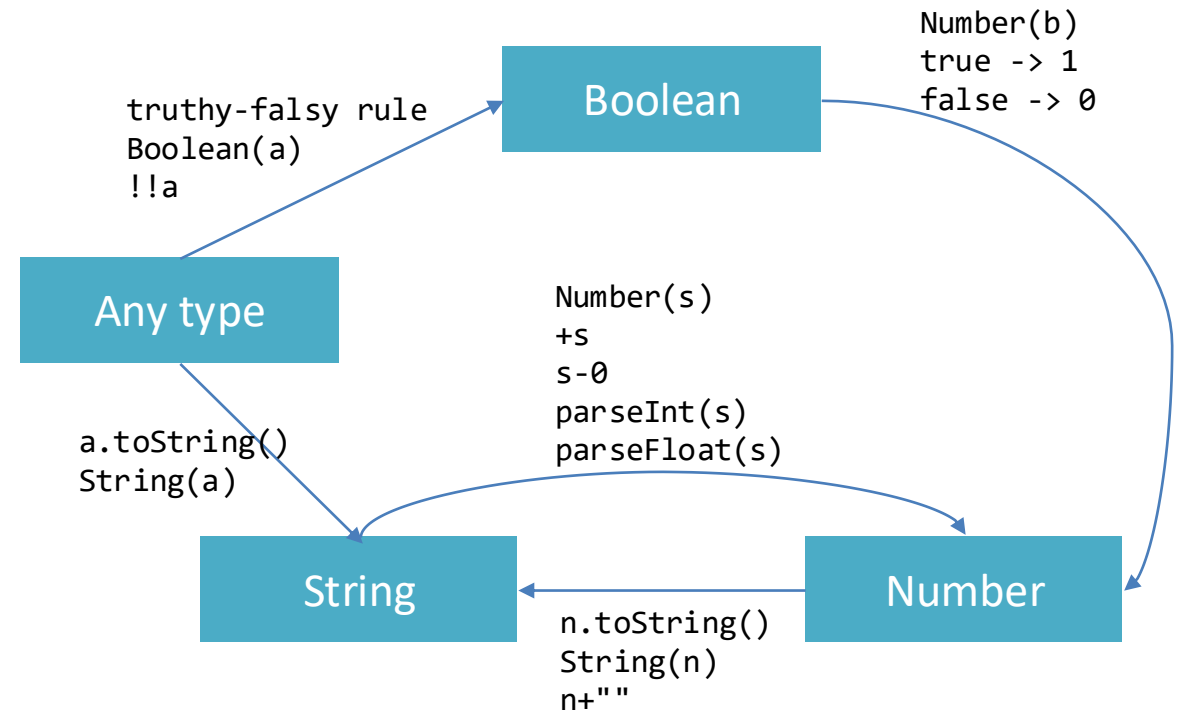 Number(b)
true -> 1
false -> 0
Boolean
truthy-falsy rule
Boolean(a)
!!a
Any type
Number(s)
+s
s-0
parseInt(s)
parseFloat(s)
a.toString()
String(a)
String
Number
n.toString()
String(n)
n+""